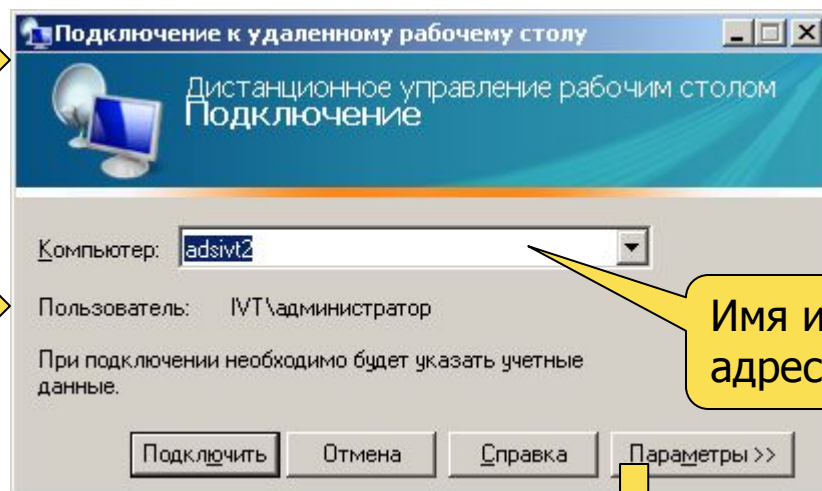 Подключение к удаленному рабочему столу
Дистанционное управление рабочим столом
Подключение
Компьютер: adsivt2
Пользователь: IVT\администратор
Имя и
адрес
При подключении необходимо будет указать учетные
данные.
Подключить Отмена Справка Параметры >>